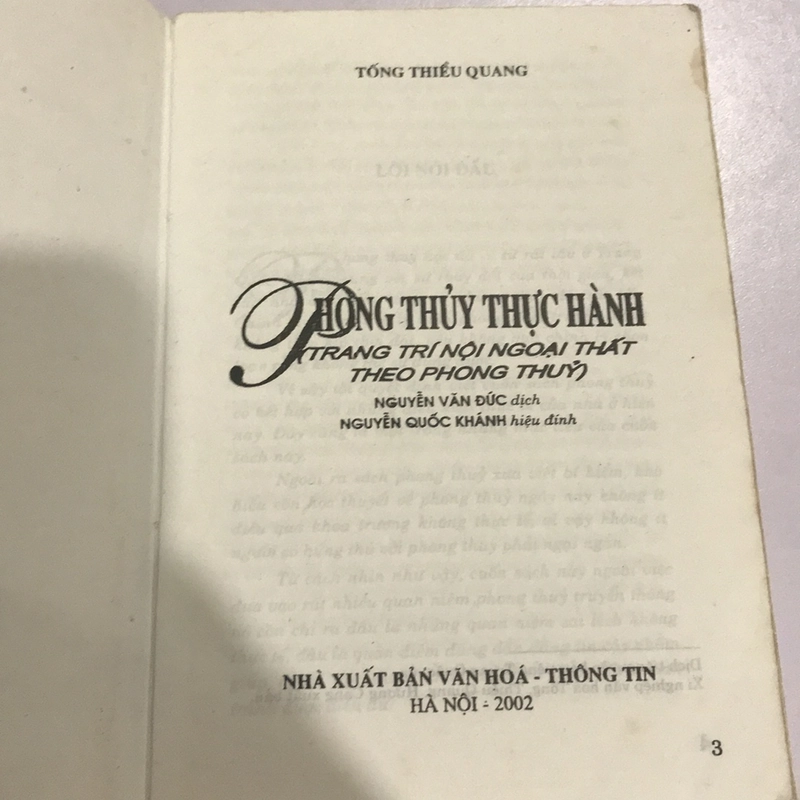 TỐNG THIỀU QUANG
PHONG THỦY THỰC HÀNH
(TRANG TRÍ NỘI NGOẠI THẤT
THEO PHONG THUỶ)
NGUYỄN VĂN ĐỨC dịch
NGUYỄN QUỐC KHÁNH hiệu đính
NHÀ XUẤT BẢN VĂN HOÁ - THÔNG TIN
HÀ NỘI - 2002
3